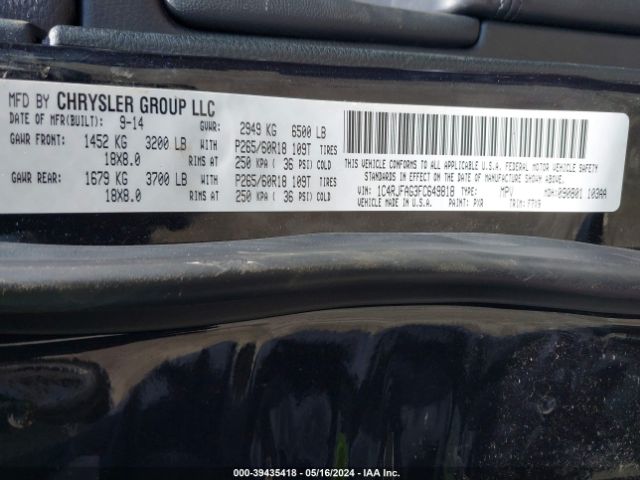 MFD BY CHRYSLER GROUP LLC
DATE OF MFR(BUILT): 9-14 GVWR: 2949 KG 6500 LB
GAWR FRONT: 1452 KG 3200 LB WITH P265/60R18 109T TIRES
18X8.0 RIMS AT 250 KPA ( 36 PSI) COLD
GAWR REAR: 1679 KG 3700 LB WITH P265/60R18 109T TIRES
18X8.0 RIMS AT 250 KPA ( 36 PSI) COLD
THIS VEHICLE CONFORMS TO ALL APPLICABLE U.S.A. FEDERAL MOTOR VEHICLE SAFETY
STANDARDS IN EFFECT ON THE DATE OF MANUFACTURE SHOWN ABOVE.
VIN: 1C4RJFAG3FC649818 TYPE: MPV MDH: 090801 103AA
VEHICLE MADE IN U.S.A. PAINT: PXR TRIM:
000-39435418 - 05/16/2024 - IAA Inc.